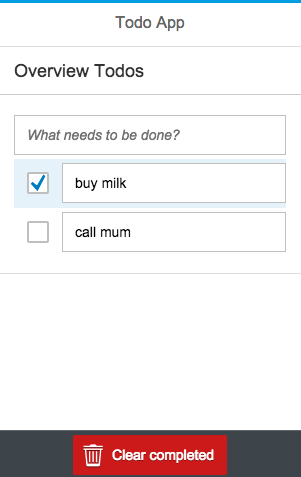 Todo App
Overview Todos
What needs to be done?
buy milk
call mum
Clear completed